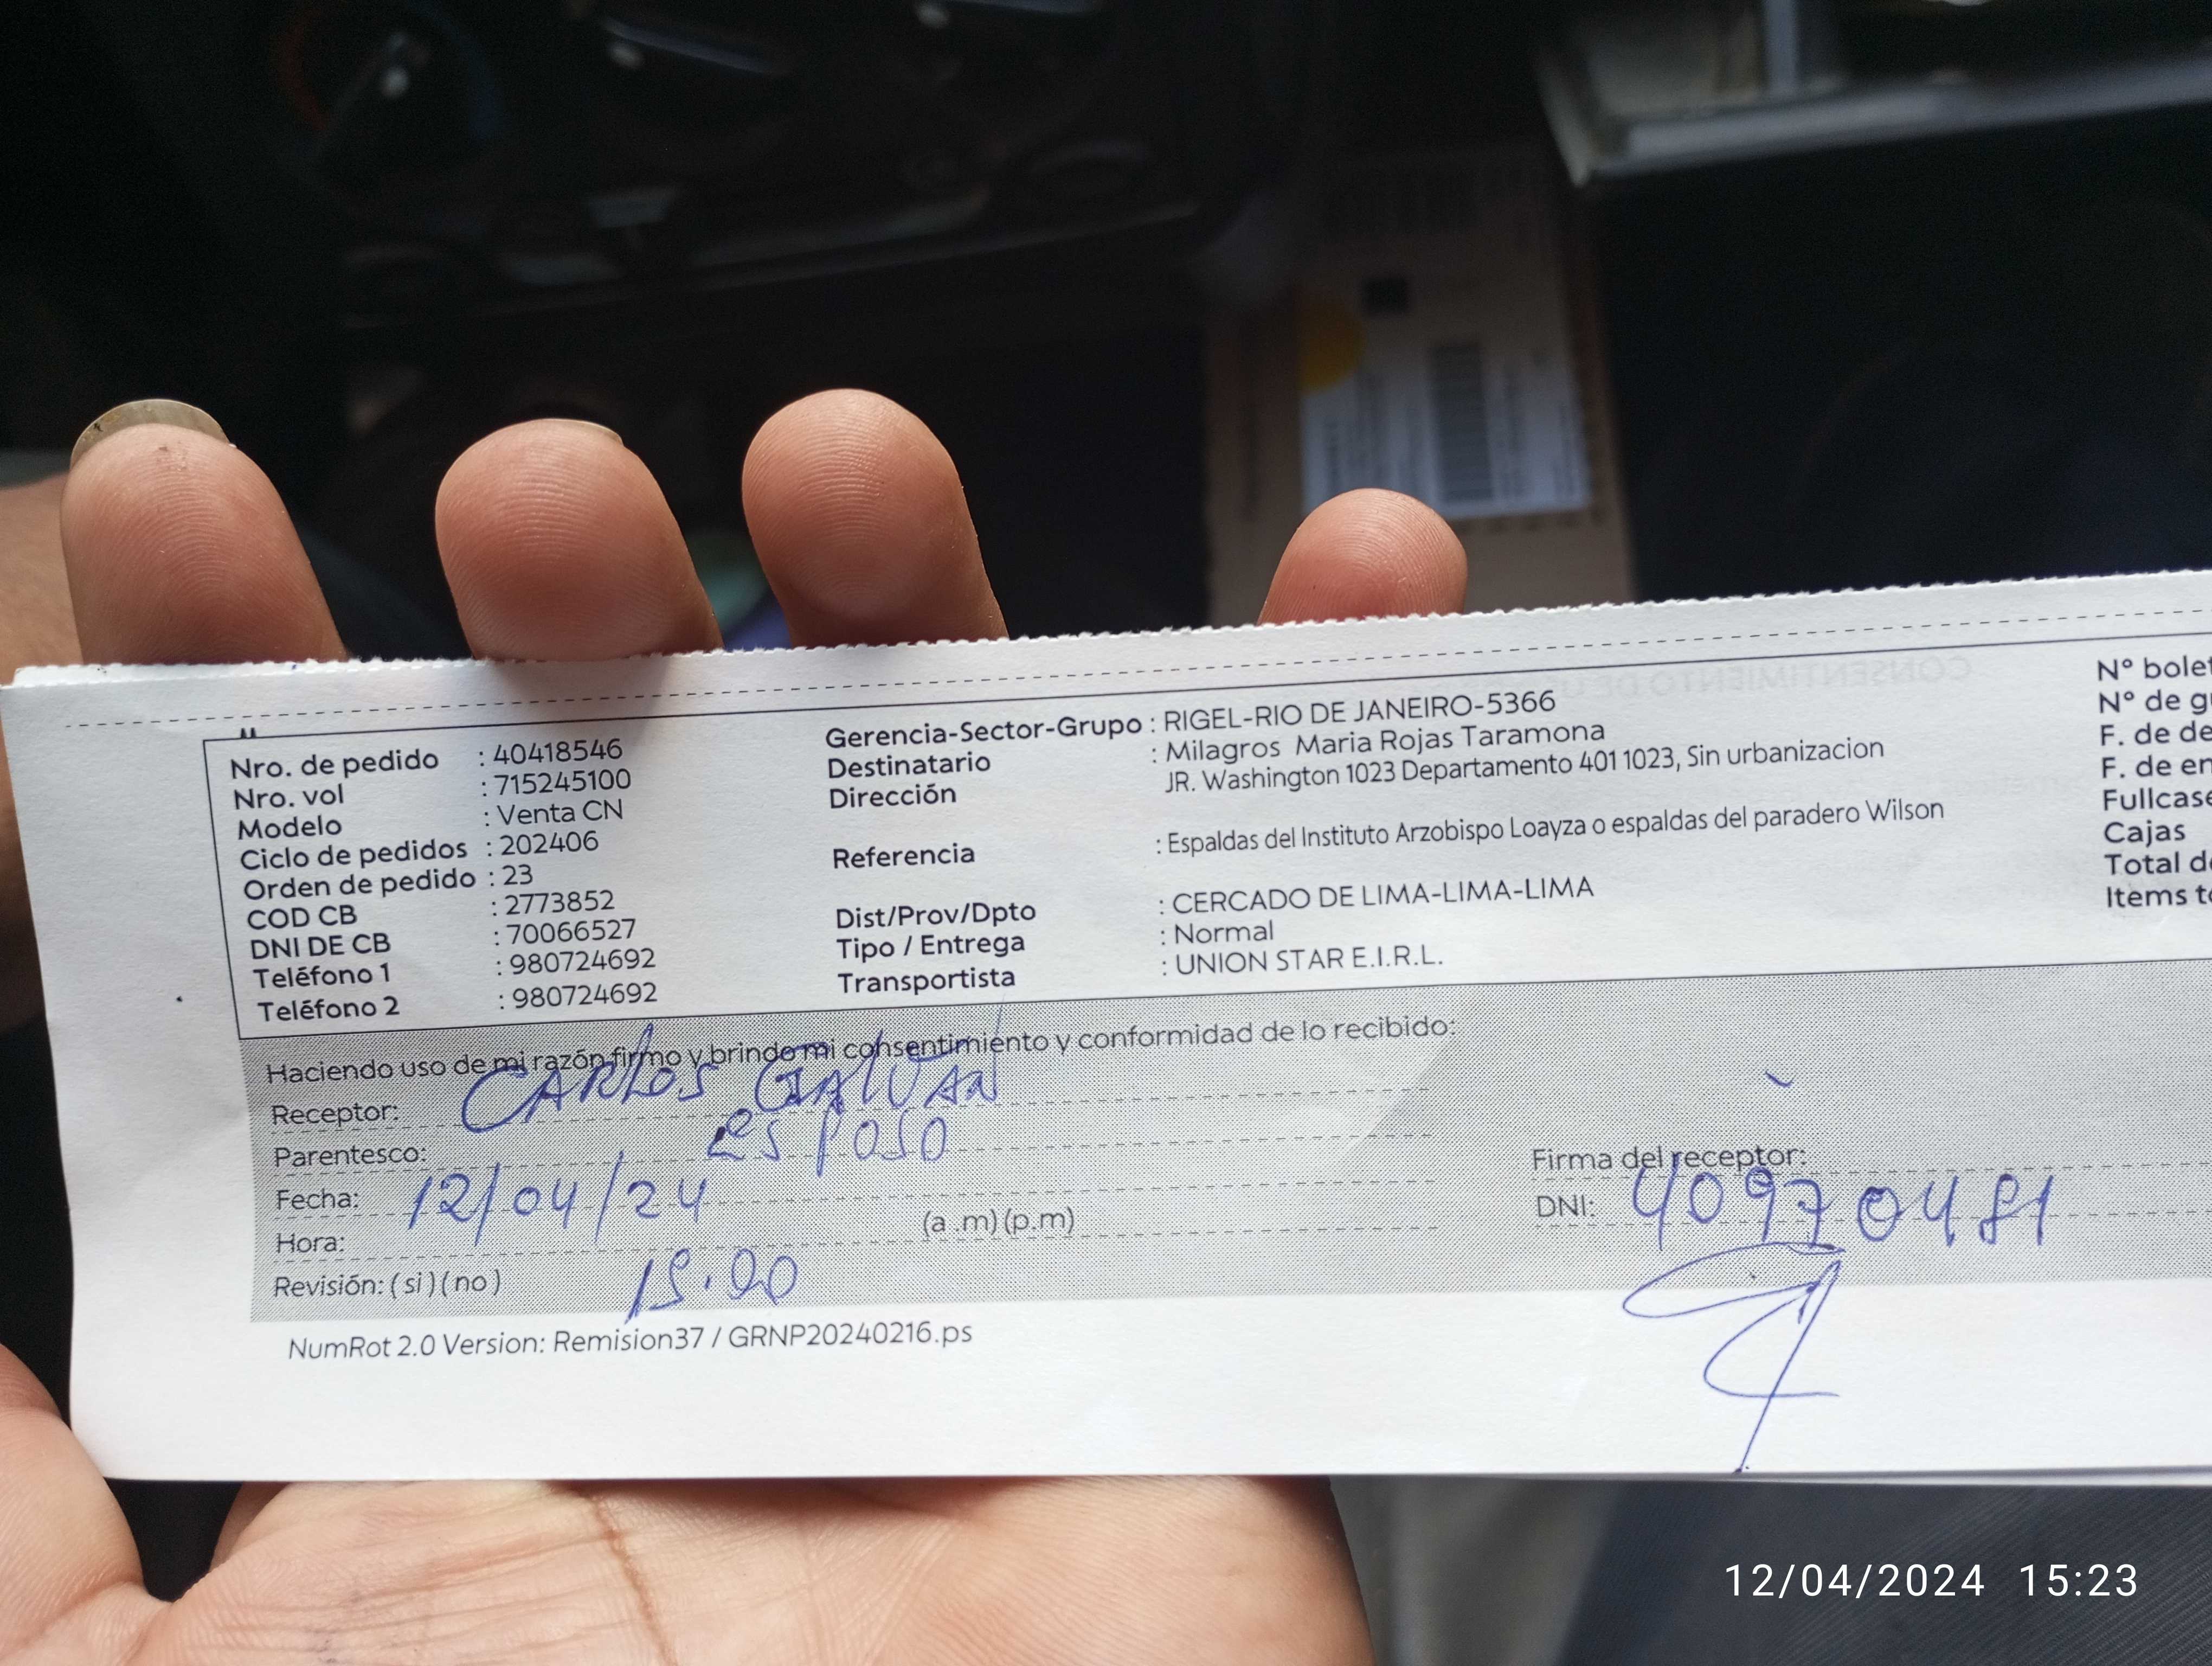 Nro. de pedido : 40418546
Nro. vol : 715245100
Modelo : Venta CN
Ciclo de pedidos : 202406
Orden de pedido : 23
COD CB : 2773852
DNI DE CB : 70066527
Teléfono 1 : 980724692
Teléfono 2 : 980724692
Gerencia-Sector-Grupo : RIGEL-RIO DE JANEIRO-5366
Destinatario : Milagros Maria Rojas Taramona
Dirección JR. Washington 1023 Departamento 401 1023, Sin urbanizacion
Referencia : Espaldas del Instituto Arzobispo Loayza o espaldas del paradero Wilson
Dist/Prov/Dpto : CERCADO DE LIMA-LIMA-LIMA
Tipo / Entrega : Normal
Transportista : UNION STAR E.I.R.L.
N° bolet
N° de g
F. de de
F. de en
Fullcase
Cajas
Total d
Items t
Haciendo uso de mi razón firmo y brindo mi consentimiento y conformidad de lo recibido:
Receptor: CARLOS GALVAN
Parentesco: esposo
Fecha: 12/04/24
Hora: (a .m) (p.m)
Revisión: ( si ) ( no ) 15.00
Firma del receptor:
DNI: 40970481
NumRot 2.0 Version: Remision37 / GRNP20240216.ps
12/04/2024 15:23